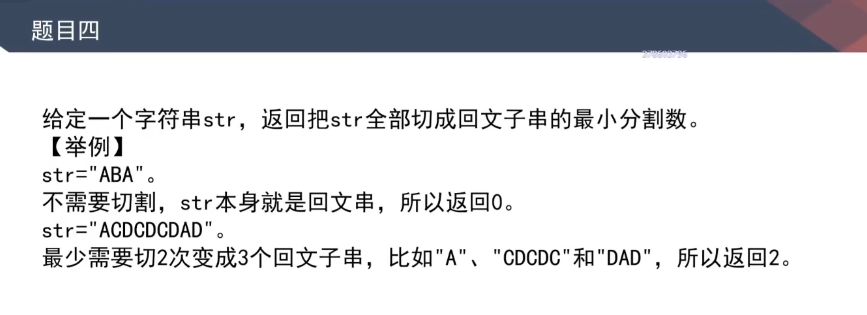 题目四
给定一个字符串str，返回把str全部切成回文子串的最小分割数。
【举例】
str="ABA"。
不需要切割，str本身就是回文串，所以返回0。
str="ACDCDCDAD"。
最少需要切2次变成3个回文子串，比如"A"、"CDCDC"和"DAD"，所以返回2。